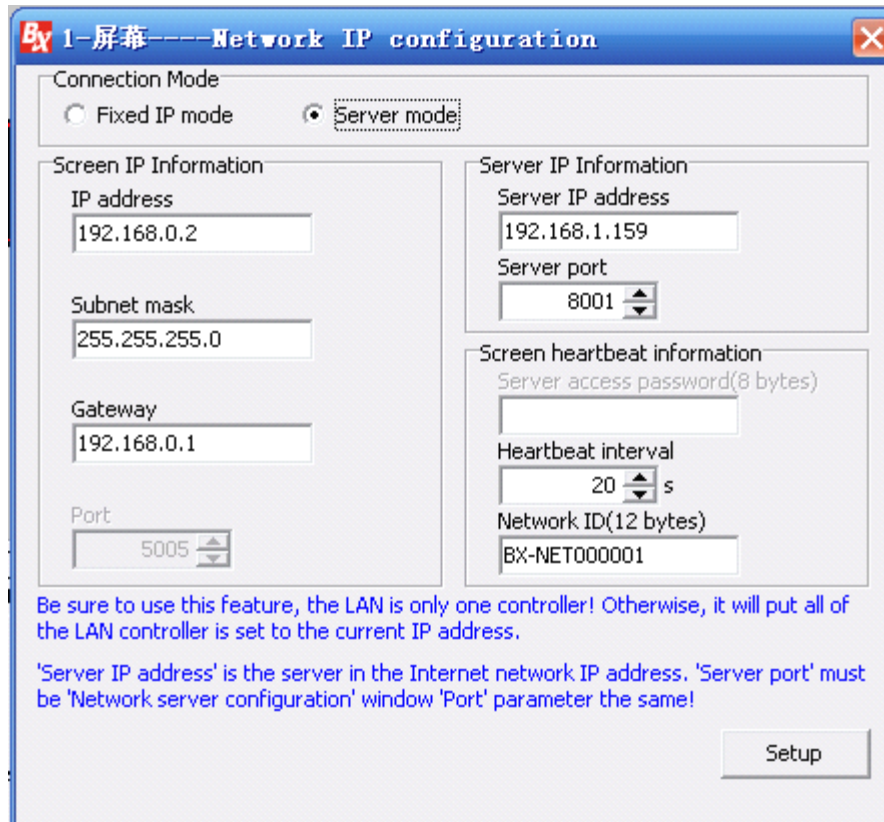 BX 1-屏幕----Network IP configuration
Connection Mode
Fixed IP mode
Server mode
Screen IP Information
IP address
192.168.0.2
Subnet mask
255.255.255.0
Gateway
192.168.0.1
Port
5005
Server IP Information
Server IP address
192.168.1.159
Server port
8001
Screen heartbeat information
Server access password(8 bytes)
Heartbeat interval
20 s
Network ID(12 bytes)
BX-NET000001
Be sure to use this feature, the LAN is only one controller! Otherwise, it will put all of
the LAN controller is set to the current IP address.
'Server IP address' is the server in the Internet network IP address. 'Server port' must
be 'Network server configuration' window 'Port' parameter the same!
Setup